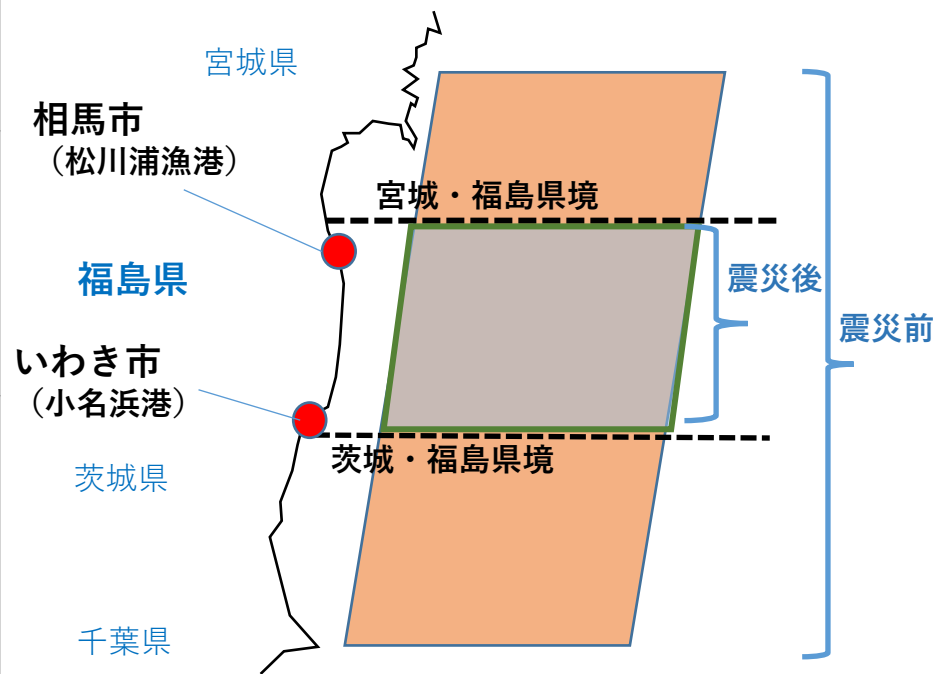 宮城県
相馬市
（松川浦漁港）
宮城・福島県境
福島県
震災後
震災前
いわき市
（小名浜港）
茨城・福島県境
茨城県
千葉県